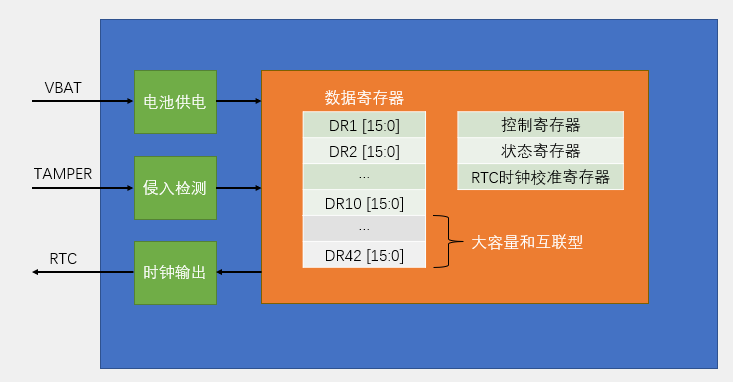 VBAT
电池供电
TAMPER
侵入检测
RTC
时钟输出
数据寄存器
DR1 [15:0]
DR2 [15:0]
...
DR10 [15:0]
...
DR42 [15:0]
大容量和互联型
控制寄存器
状态寄存器
RTC时钟校准寄存器